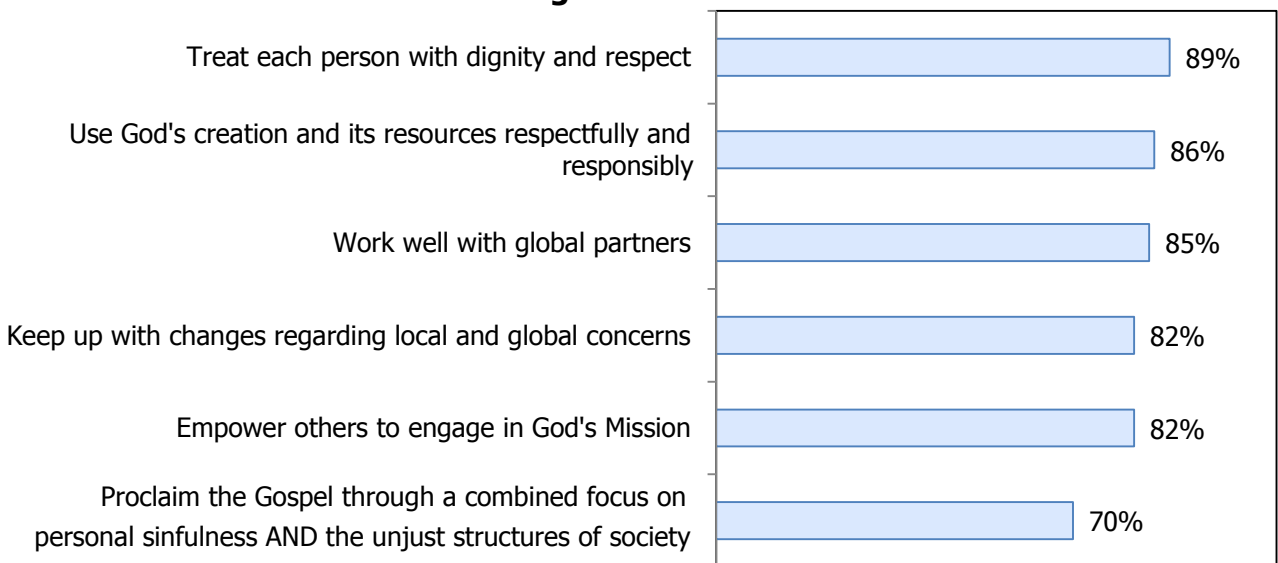 Treat each person with dignity and respect
89%
Use God's creation and its resources respectfully and
responsibly
86%
Work well with global partners
85%
Keep up with changes regarding local and global concerns
82%
Empower others to engage in God's Mission
82%
Proclaim the Gospel through a combined focus on
personal sinfulness AND the unjust structures of society
70%